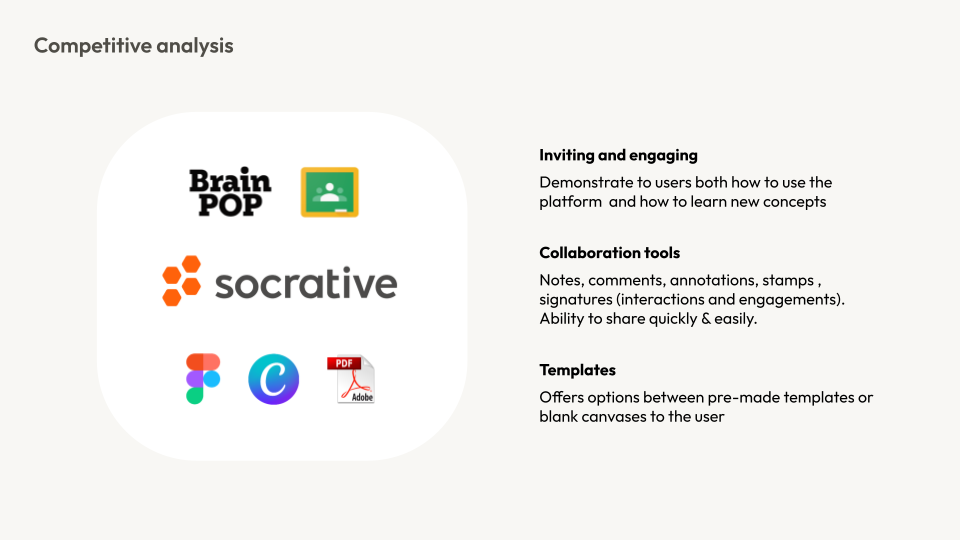 Competitive analysis
Brain
POP
socrative
C
PDF
Adobe
Inviting and engaging
Demonstrate to users both how to use the
platform  and how to learn new concepts
Collaboration tools
Notes, comments, annotations, stamps ,
signatures (interactions and engagements).
Ability to share quickly & easily.
Templates
Offers options between pre-made templates or
blank canvases to the user